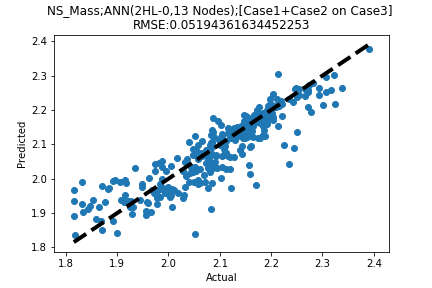 NS_Mass;ANN(2HL-0,13 Nodes);[Case1+Case2 on Case3]
RMSE:0.05194361634452253
2.4
2.3
2.2
2.1
2.0
1.9
1.8
Predicted
1.8 1.9 2.0 2.1 2.2 2.3 2.4
Actual